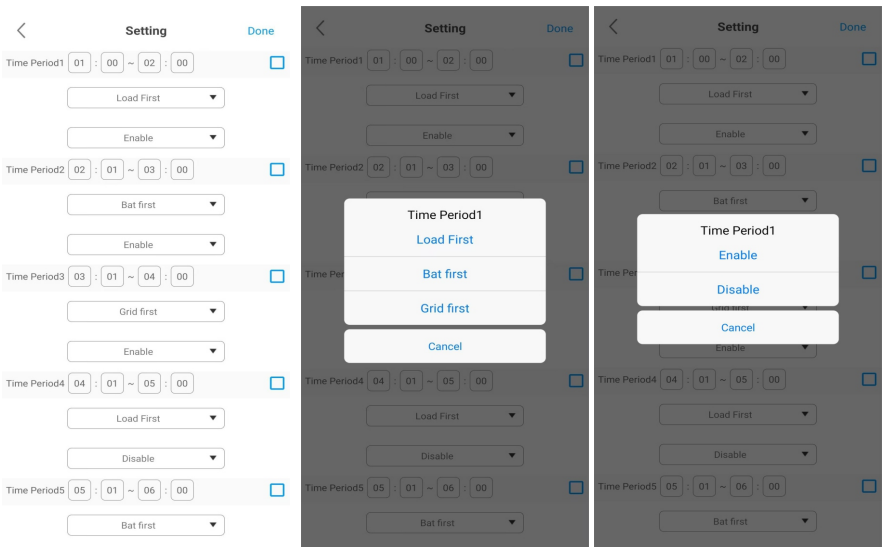 Setting Done
Time Period1 01 : 00 ~ 02 : 00
Load First
Enable
Time Period2 02 : 01 ~ 03 : 00
Bat first
Enable
Time Period3 03 : 01 ~ 04 : 00
Grid first
Enable
Time Period4 04 : 01 ~ 05 : 00
Load First
Disable
Time Period5 05 : 01 ~ 06 : 00
Bat first
Setting Done
Time Period1 01 : 00 ~ 02 : 00
Load First
Enable
Time Period2 02 : 01 ~ 03 : 00
Time Period1
Load First
Bat first
Time Per
Grid first
Cancel
Time Period4 04 : 01 ~ 05 : 00
Load First
Disable
Time Period5 05 : 01 ~ 06 : 00
Bat first
Setting Done
Time Period1 01 : 00 ~ 02 : 00
Load First
Enable
Time Period2 02 : 01 ~ 03 : 00
Bat first
Time Period1
Enable
Time Per
Disable
Grid first
Cancel
Enable
Time Period4 04 : 01 ~ 05 : 00
Load First
Disable
Time Period5 05 : 01 ~ 06 : 00
Bat first